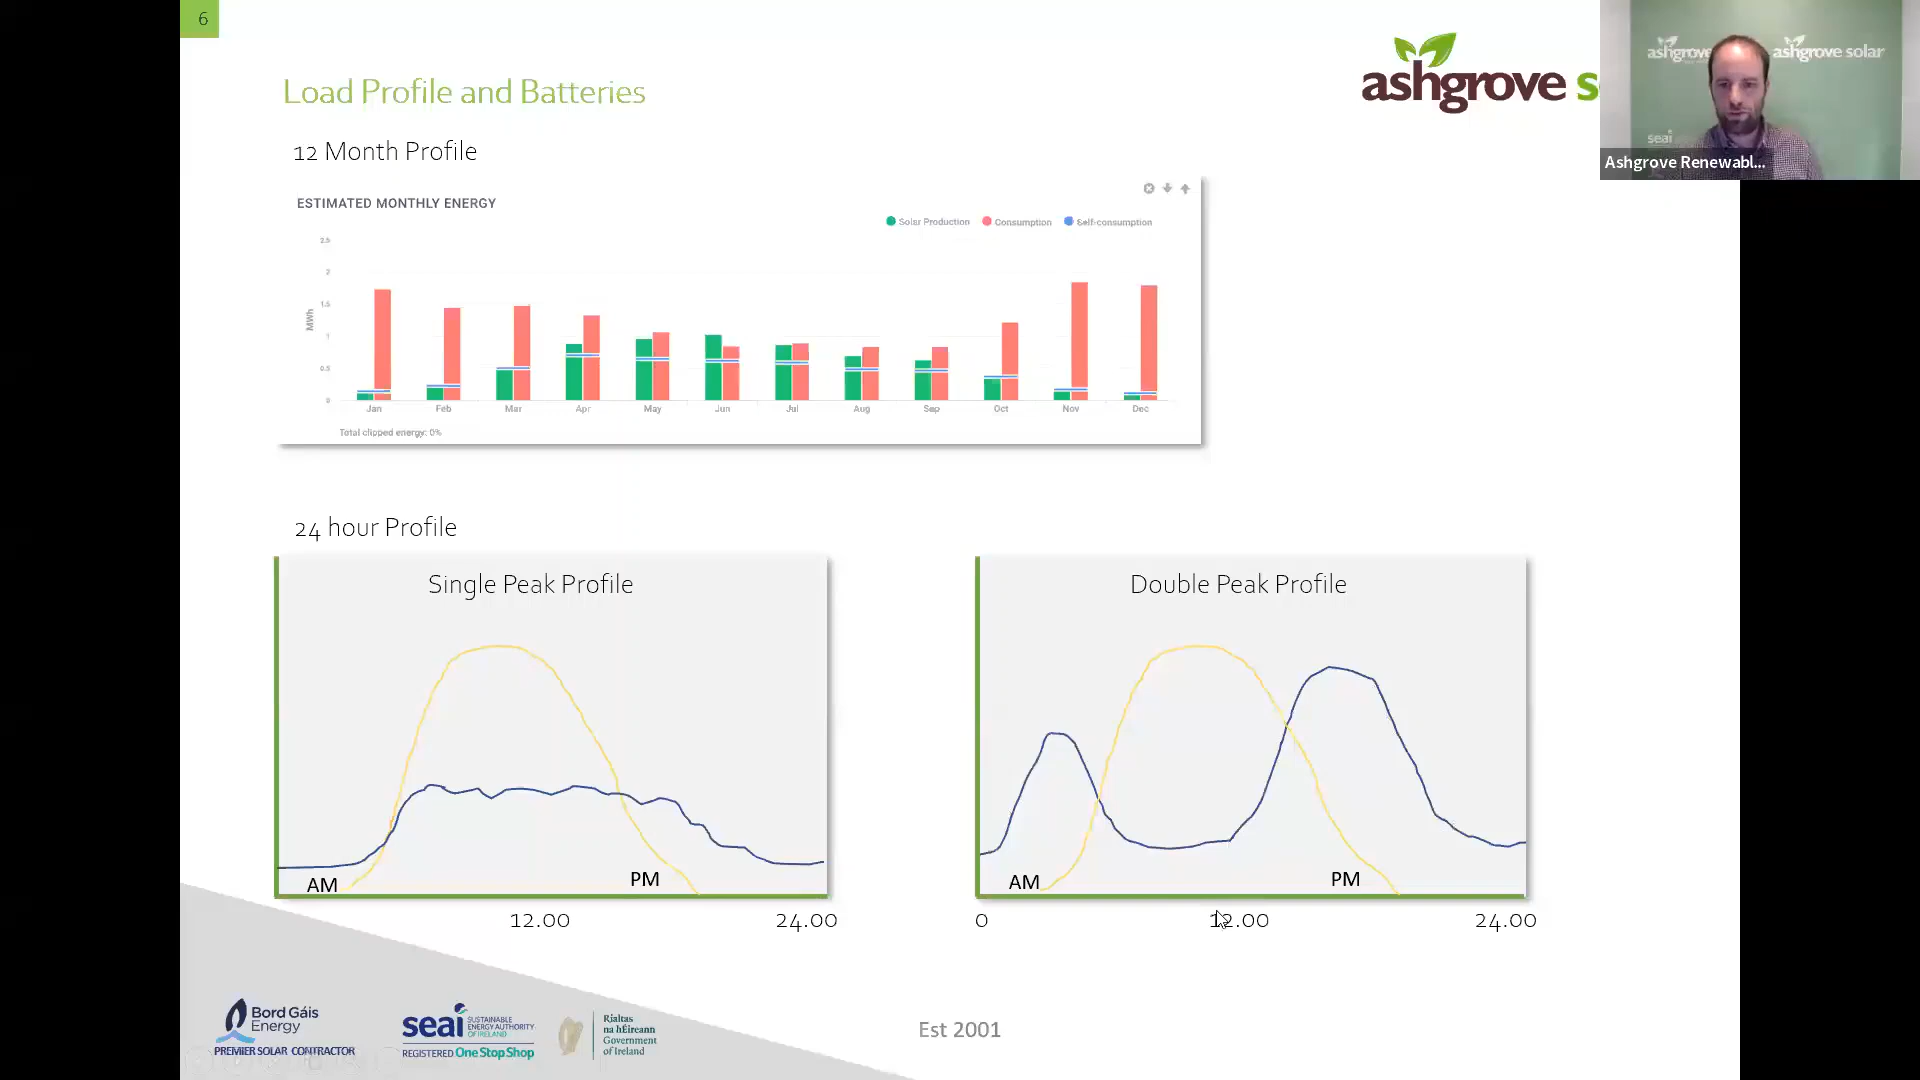 6
Load Profile and Batteries
ashgrove s
ashgrove
ashgrove solar
seai
Ashgrove Renewabl...
12 Month Profile
ESTIMATED MONTHLY ENERGY
Solar Production Consumption Self-consumption
2.5
2
1.5
1
0.5
0
MWh
Jan Feb Mar Apr May Jun Jul Aug Sep Oct Nov Dec
Total clipped energy: 0%
24 hour Profile
Single Peak Profile
AM PM
12.00 24.00
Double Peak Profile
AM PM
0 12.00 24.00
Bord Gáis
Energy
PREMIER SOLAR CONTRACTOR
seai SUSTAINABLE
ENERGY AUTHORITY
OF IRELAND
REGISTERED One Stop Shop
Rialtas
na hÉireann
Government
of Ireland
Est 2001